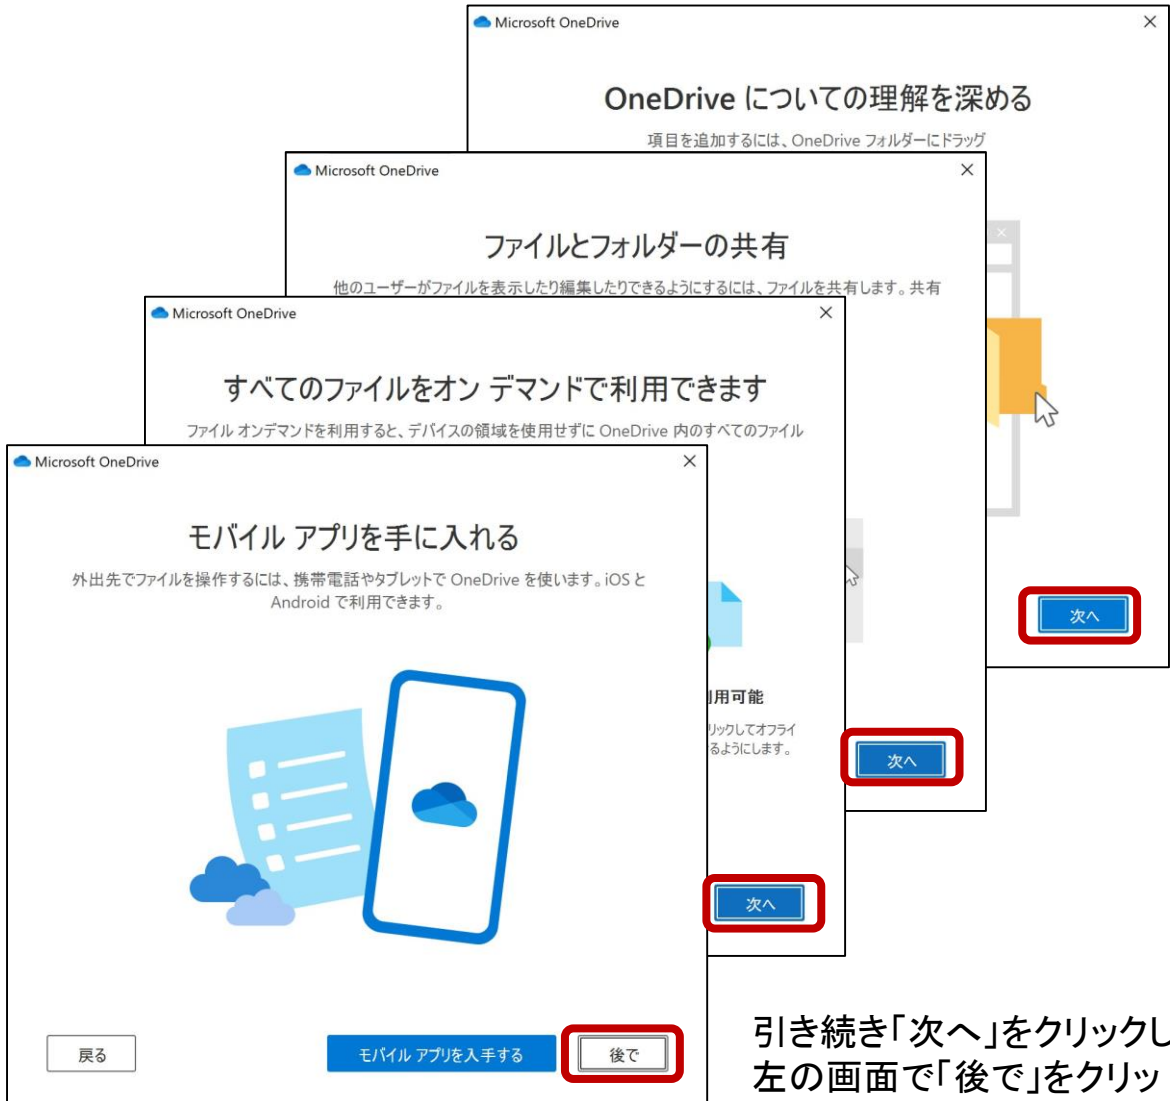 Microsoft OneDrive
OneDrive についての理解を深める
項目を追加するには、OneDrive フォルダーにドラッグ
次へ
Microsoft OneDrive
ファイルとフォルダーの共有
他のユーザーがファイルを表示したり編集したりできるようにするには、ファイルを共有します。共有
次へ
Microsoft OneDrive
すべてのファイルをオン デマンドで利用できます
ファイル オンデマンドを利用すると、デバイスの領域を使用せずに OneDrive 内のすべてのファイル
用可能
リックしてオフライ
るようにします。
次へ
Microsoft OneDrive
モバイル アプリを手に入れる
外出先でファイルを操作するには、携帯電話やタブレットで OneDrive を使います。iOS と
Android で利用できます。
戻る
モバイル アプリを入手する
後で
引き続き「次へ」をクリックし
左の画面で「後で」をクリッ